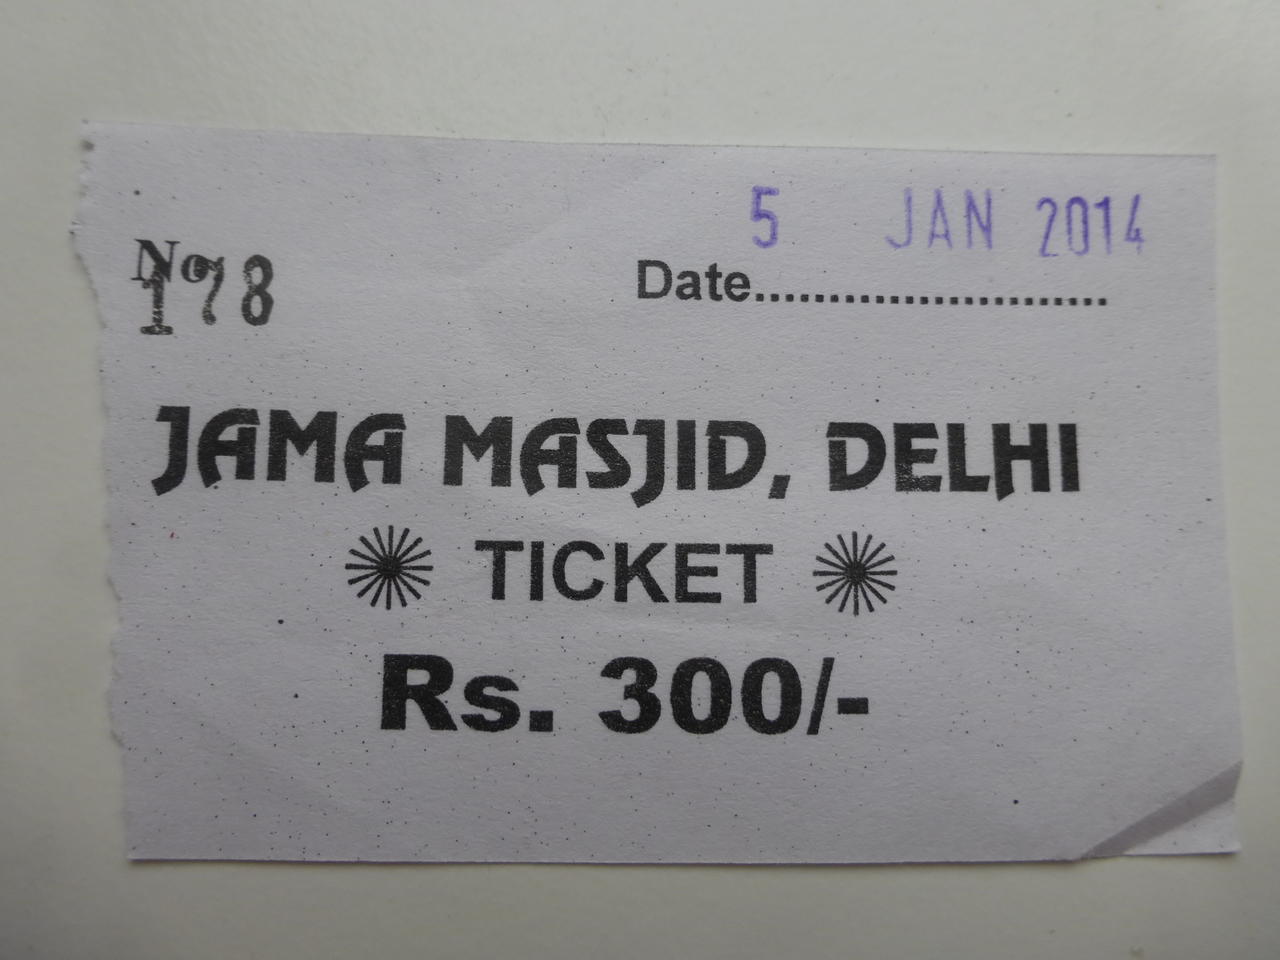 5 JAN 2014
No 178
Date........................
JAMA MASJID, DELHI
TICKET
Rs. 300/-